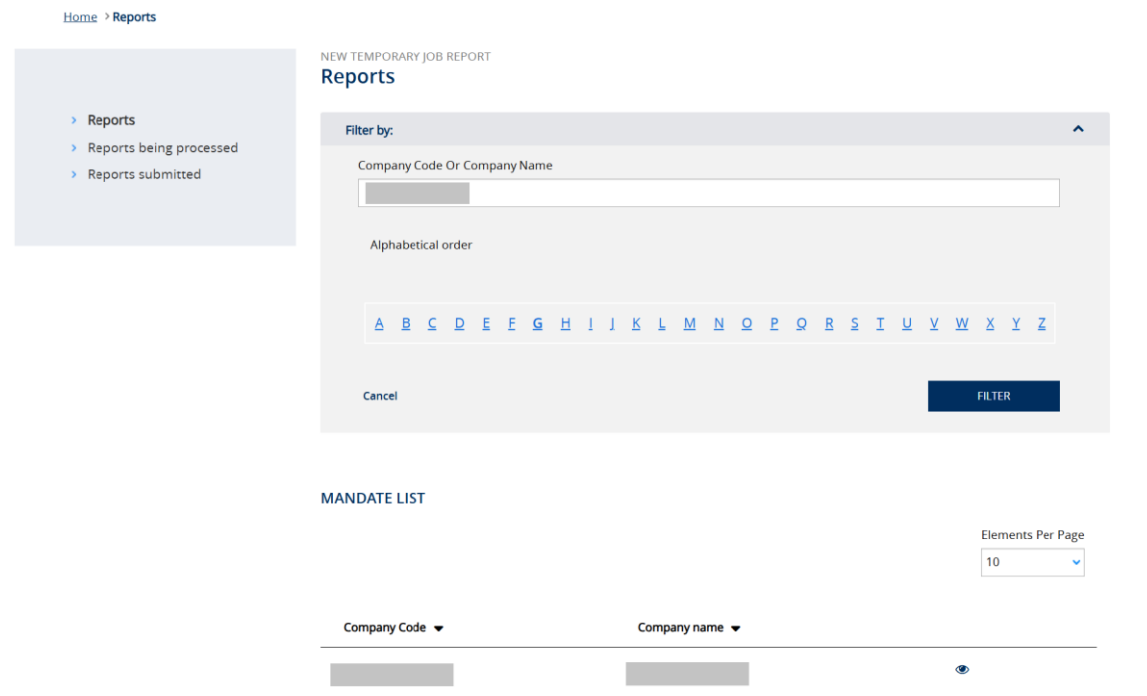 Home > Reports
NEW TEMPORARY JOB REPORT
Reports
> Reports
> Reports being processed
> Reports submitted
Filter by:
Company Code Or Company Name
Alphabetical order
A B C D E F G H I J K L M N O P Q R S T U V W X Y Z
Cancel
FILTER
MANDATE LIST
Elements Per Page
10
Company Code
Company name